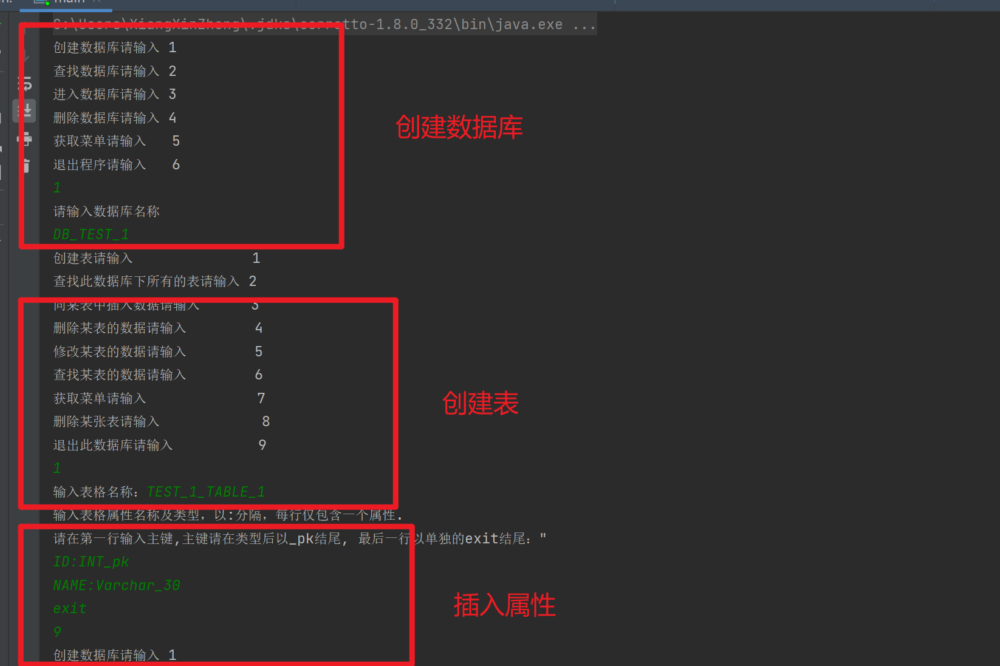 main
C:\Users\XiangXinZhong\.jdks\corretto-1.8.0_332\bin\java.exe ...
创建数据库请输入 1
查找数据库请输入 2
进入数据库请输入 3
删除数据库请输入 4
获取菜单请输入 5
退出程序请输入 6
1
请输入数据库名称
DB_TEST_1
创建数据库
创建表请输入 1
查找此数据库下所有的表请输入 2
向某表中插入数据请输入 3
删除某表的数据请输入 4
修改某表的数据请输入 5
查找某表的数据请输入 6
获取菜单请输入 7
删除某张表请输入 8
退出此数据库请输入 9
1
输入表格名称：TEST_1_TABLE_1
创建表
输入表格属性名称及类型，以:分隔，每行仅包含一个属性.
请在第一行输入主键,主键请在类型后以_pk结尾, 最后一行以单独的exit结尾："
ID:INT_pk
NAME:Varchar_30
exit
9
创建数据库请输入 1
插入属性